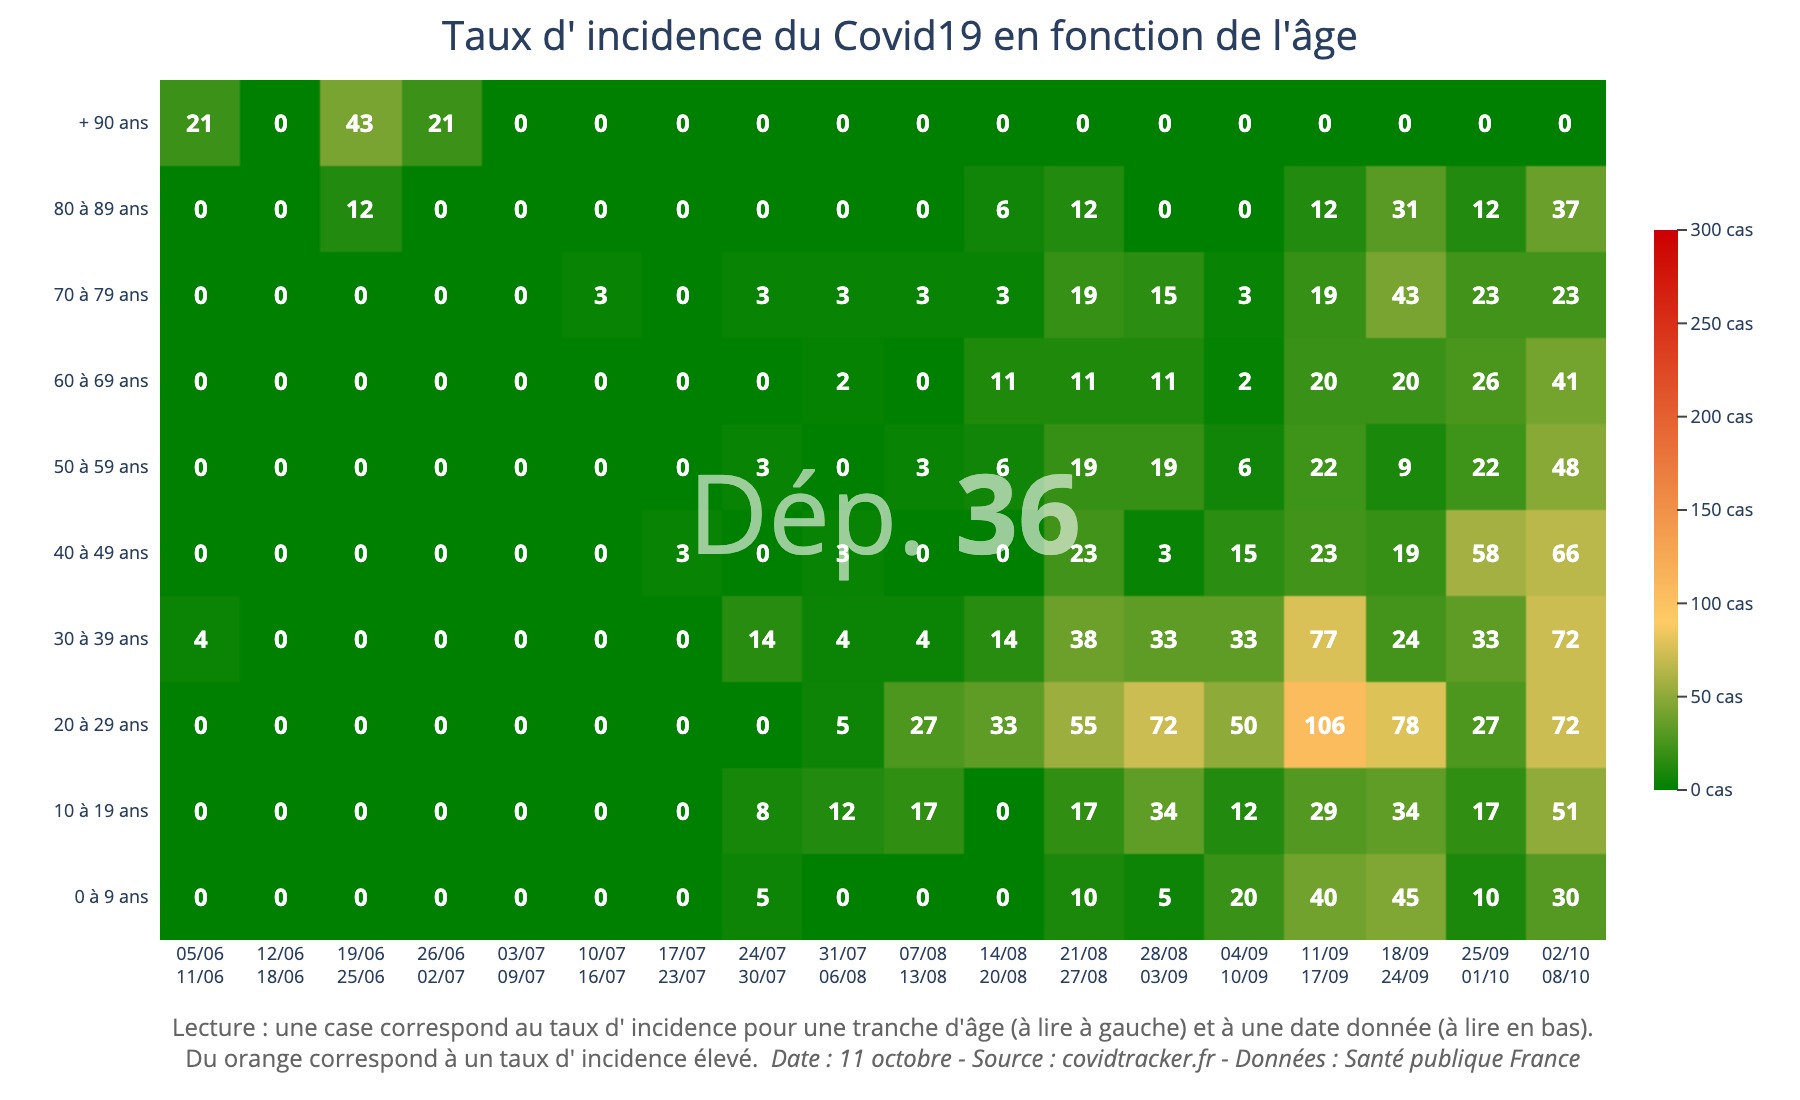 Taux d' incidence du Covid19 en fonction de l'âge
+ 90 ans 21 0 43 21 0 0 0 0 0 0 0 0 0 0 0 0 0 0
80 à 89 ans 0 0 12 0 0 0 0 0 0 0 6 12 0 0 12 31 12 37
300 cas
70 à 79 ans 0 0 0 0 0 3 0 3 3 3 3 19 15 3 19 43 23 23
250 cas
60 à 69 ans 0 0 0 0 0 0 0 0 2 0 11 11 11 2 20 20 26 41
200 cas
50 à 59 ans 0 0 0 0 0 0 0 3 0 3 6 19 19 6 22 9 22 48
150 cas
Dép. 36
40 à 49 ans 0 0 0 0 0 0 3 0 3 0 0 23 3 15 23 19 58 66
100 cas
30 à 39 ans 4 0 0 0 0 0 0 14 4 4 14 38 33 33 77 24 33 72
50 cas
20 à 29 ans 0 0 0 0 0 0 0 0 5 27 33 55 72 50 106 78 27 72
0 cas
10 à 19 ans 0 0 0 0 0 0 0 8 12 17 0 17 34 12 29 34 17 51
0 à 9 ans 0 0 0 0 0 0 0 5 0 0 0 10 5 20 40 45 10 30
05/06 12/06 19/06 26/06 03/07 10/07 17/07 24/07 31/07 07/08 14/08 21/08 28/08 04/09 11/09 18/09 25/09 02/10
11/06 18/06 25/06 02/07 09/07 16/07 23/07 30/07 06/08 13/08 20/08 27/08 03/09 10/09 17/09 24/09 01/10 08/10
Lecture : une case correspond au taux d' incidence pour une tranche d'âge (à lire à gauche) et à une date donnée (à lire en bas).
Du orange correspond à un taux d' incidence élevé. Date : 11 octobre - Source : covidtracker.fr - Données : Santé publique France